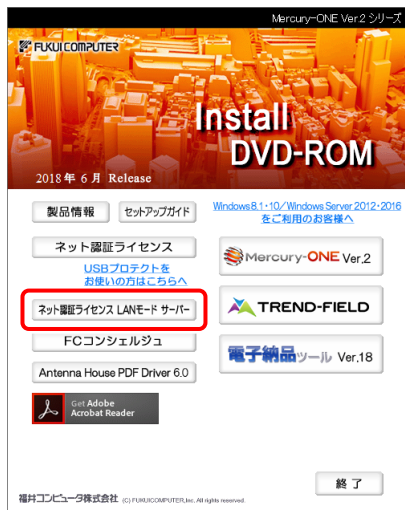 Mercury-ONE Ver.2 シリーズ
FUKUI COMPUTER
Install
DVD-ROM
2018年 6月 Release
製品情報
セットアップガイド
Windows8.1・10/Windows Server 2012・2016
をご利用のお客様へ
ネット認証ライセンス
USBプロテクトを
お使いの方はこちらへ
Mercury-ONE Ver.2
ネット認証ライセンス LANモード サーバー
TREND-FIELD
FCコンシェルジュ
電子納品ツール Ver.18
Antenna House PDF Driver 6.0
Get Adobe
Acrobat Reader
終 了
福井コンピュータ株式会社 (C) FUKUICOMPUTER,Inc. All rights reserved.